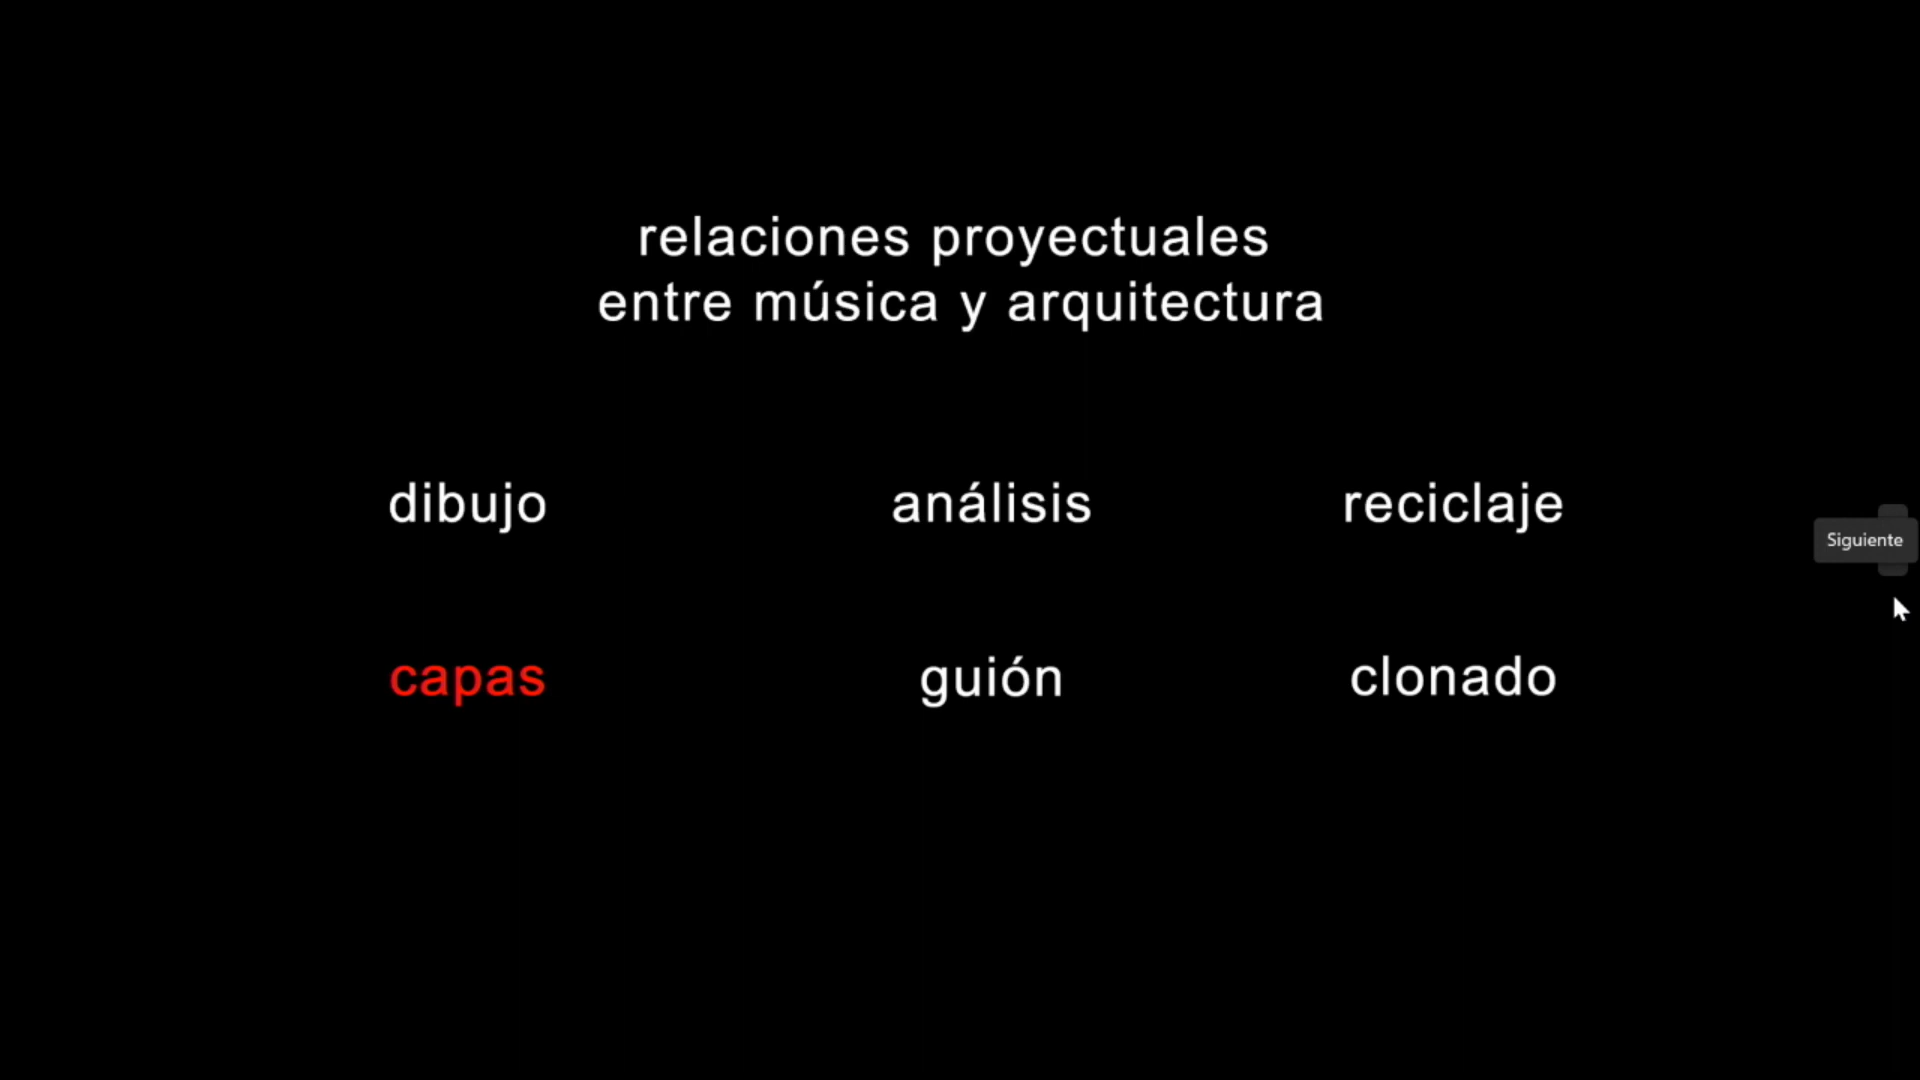 relaciones proyectuales
entre música y arquitectura
dibujo análisis reciclaje
Siguiente
capas guión clonado